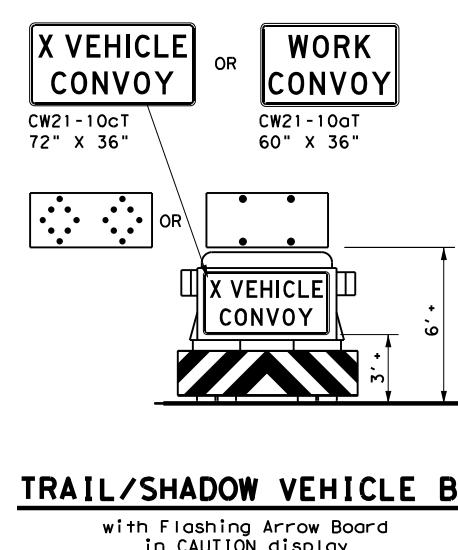 X VEHICLE
CONVOY
OR
WORK
CONVOY
CW21-10cT
72" X 36"
CW21-10aT
60" X 36"
OR
X VEHICLE
CONVOY
6' +
3' +
TRAIL/SHADOW VEHICLE B
with Flashing Arrow Board
in CAUTION display